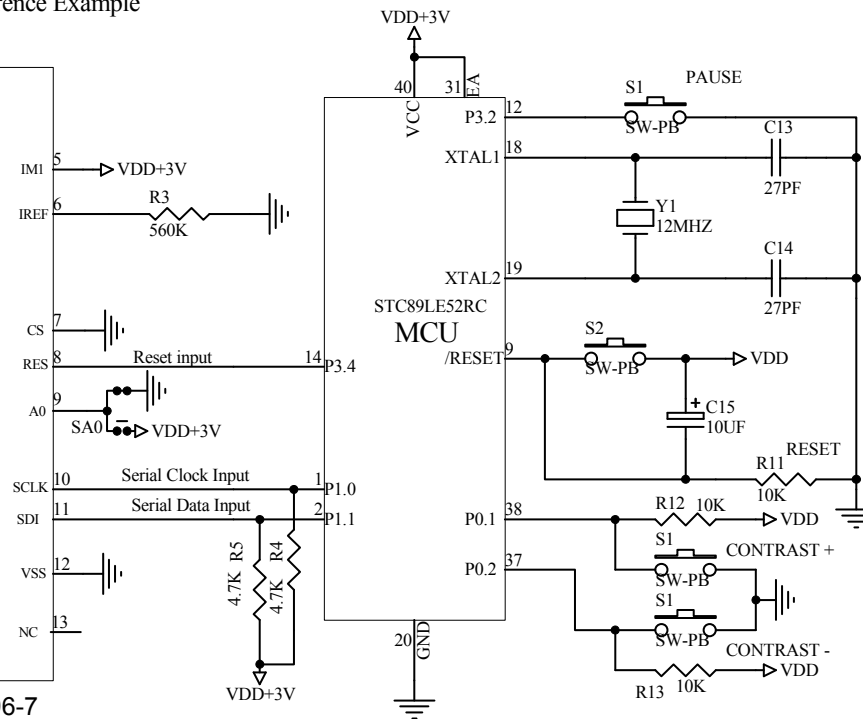 rence Example
VDD+3V
40
31
VCC
EA
P3.2
12
S1
PAUSE
SW-PB
XTAL1
18
C13
27PF
Y1
12MHZ
XTAL2
19
C14
27PF
STC89LE52RC
MCU
/RESET
9
S2
SW-PB
VDD
C15
10UF
RESET
R11
10K
IM1
5
VDD+3V
IREF
6
R3
560K
CS
7
RES
8
Reset input
14
P3.4
A0
9
SA0
VDD+3V
SCLK
10
Serial Clock Input
1
P1.0
SDI
11
Serial Data Input
2
P1.1
4.7K R5
4.7K R4
VDD+3V
VSS
12
NC
13
P0.1
38
R12 10K
VDD
S1
CONTRAST +
SW-PB
P0.2
37
S1
SW-PB
CONTRAST -
VDD
R13 10K
20
GND
96-7